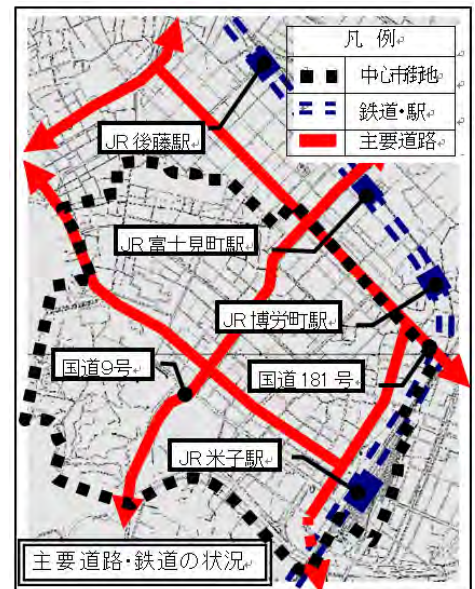 凡 例
中心市街地
鉄道・駅
主要道路
JR後藤駅
JR富士見町駅
JR博労町駅
国道9号
国道181号
JR米子駅
主要道路・鉄道の状況